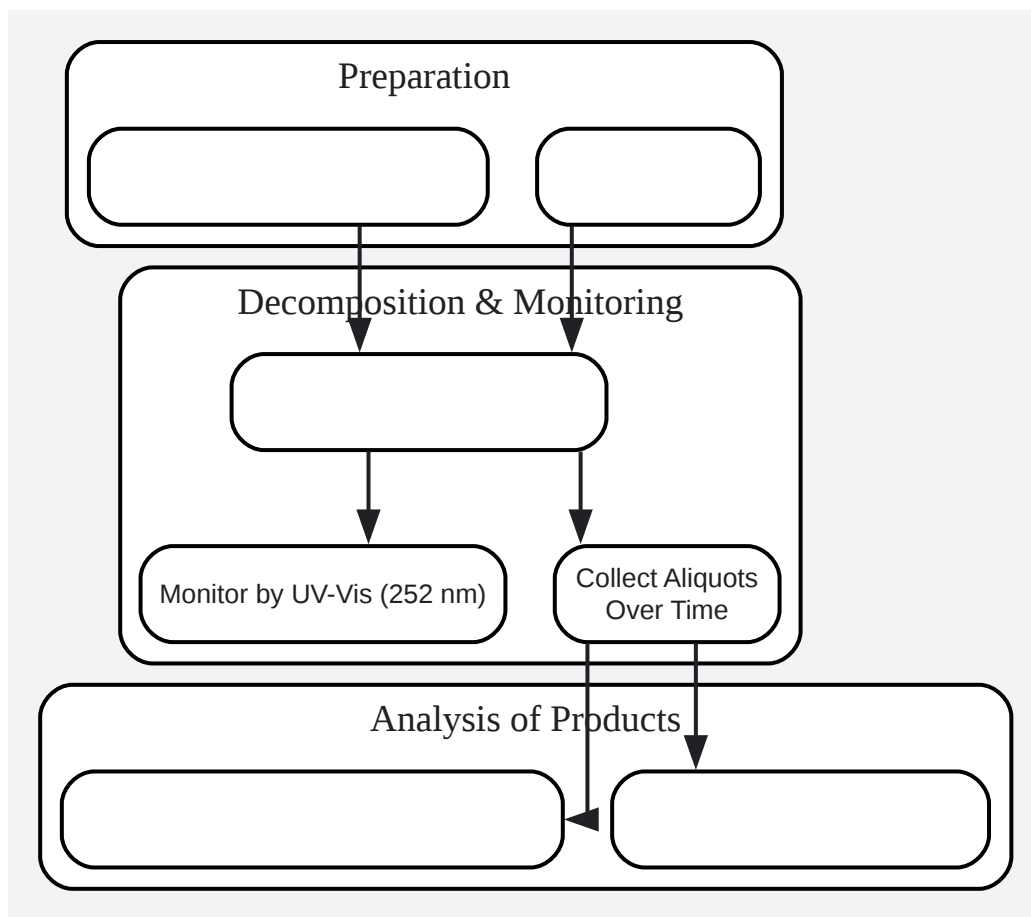 Preparation
Decomposition & Monitoring
Monitor by UV-Vis (252 nm)
Collect Aliquots
Over Time
Analysis of Products